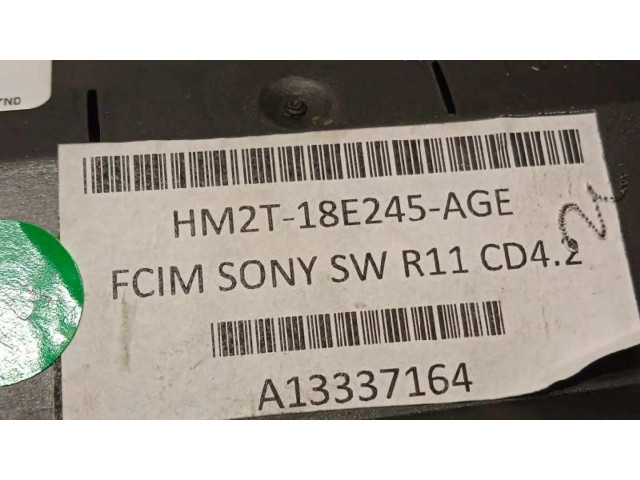 HM2T-18E245-AGE
FCIM SONY SW R11 CD4.2
A13337164